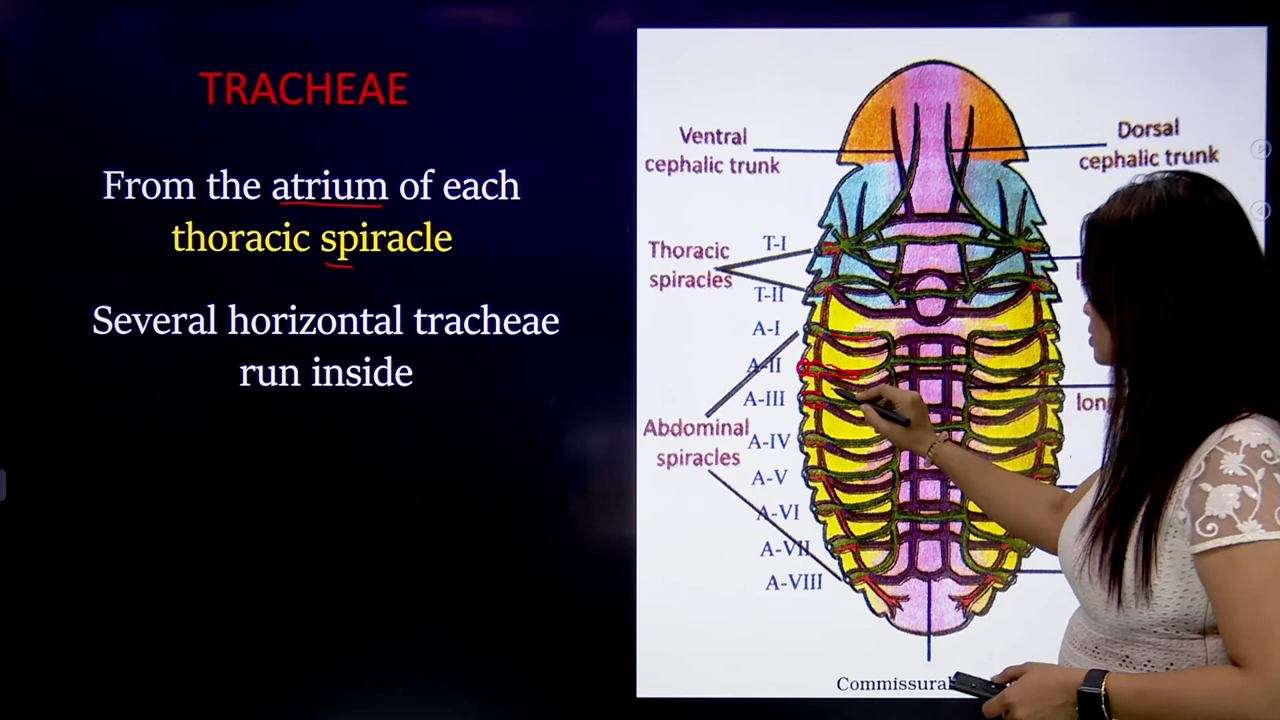 TRACHEAE
From the atrium of each
thoracic spiracle
Several horizontal tracheae
run inside
Ventral
cephalic trunk
Dorsal
cephalic trunk
Thoracic
spiracles
T-I
T-II
A-I
A-II
A-III
Abdominal
spiracles
A-IV
A-V
A-VI
A-VII
A-VIII
Commissural